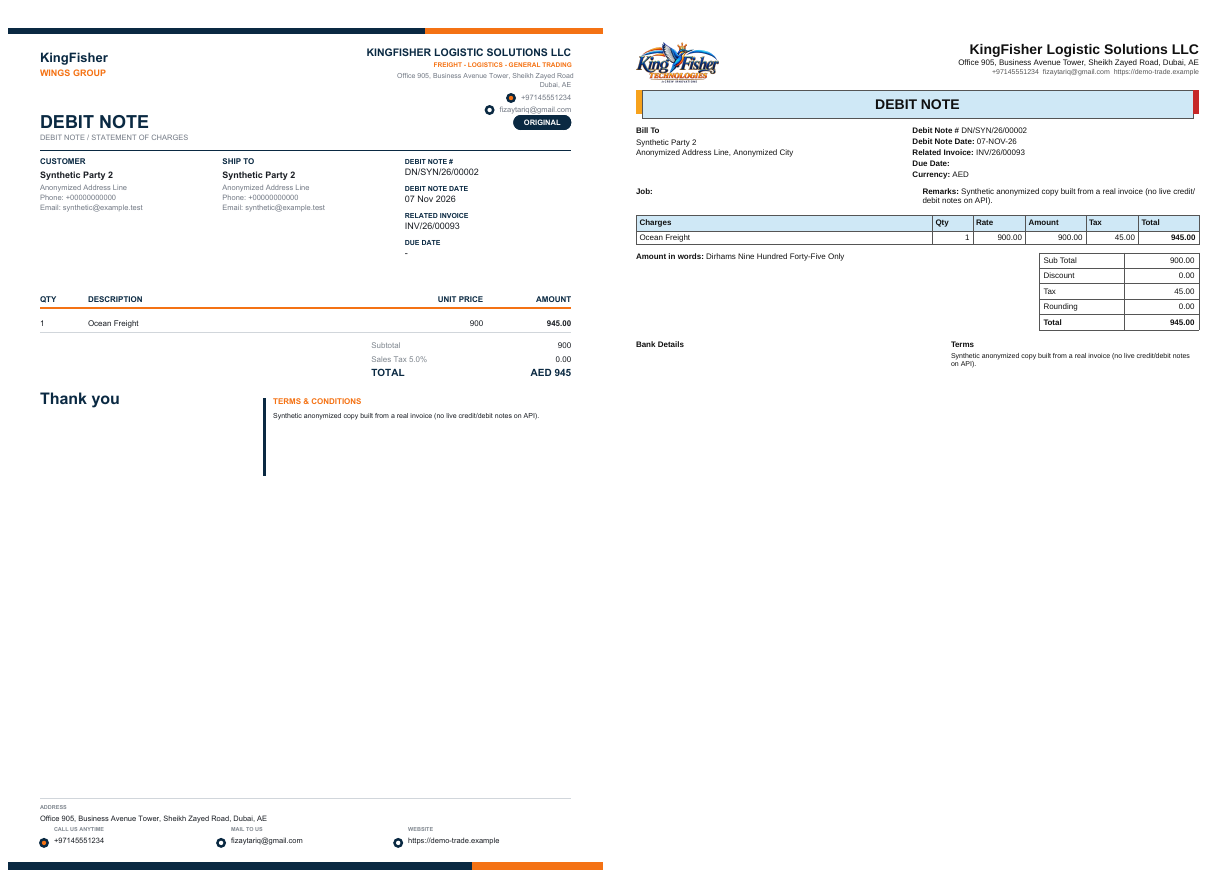 KingFisher
WINGS GROUP
KINGFISHER LOGISTIC SOLUTIONS LLC
FREIGHT - LOGISTICS - GENERAL TRADING
Office 905, Business Avenue Tower, Sheikh Zayed Road
Dubai, AE
+97145551234
fizaytariq@gmail.com
DEBIT NOTE
ORIGINAL
DEBIT NOTE / STATEMENT OF CHARGES
CUSTOMER
Synthetic Party 2
Anonymized Address Line
Phone: +00000000000
Email: synthetic@example.test
SHIP TO
Synthetic Party 2
Anonymized Address Line
Phone: +00000000000
Email: synthetic@example.test
DEBIT NOTE #
DN/SYN/26/00002
DEBIT NOTE DATE
07 Nov 2026
RELATED INVOICE
INV/26/00093
DUE DATE
-
QTY DESCRIPTION UNIT PRICE AMOUNT
1 Ocean Freight 900 945.00
Subtotal 900
Sales Tax 5.0% 0.00
TOTAL AED 945
Thank you
TERMS & CONDITIONS
Synthetic anonymized copy built from a real invoice (no live credit/debit notes on API).
ADDRESS
Office 905, Business Avenue Tower, Sheikh Zayed Road, Dubai, AE
CALL US ANYTIME MAIL TO US WEBSITE
+97145551234 fizaytariq@gmail.com https://demo-trade.example
King Fisher
TECHNOLOGIES
KingFisher Logistic Solutions LLC
Office 905, Business Avenue Tower, Sheikh Zayed Road, Dubai, AE
+97145551234 fizaytariq@gmail.com https://demo-trade.example
DEBIT NOTE
Bill To
Synthetic Party 2
Anonymized Address Line, Anonymized City
Debit Note # DN/SYN/26/00002
Debit Note Date: 07-NOV-26
Related Invoice: INV/26/00093
Due Date:
Currency: AED
Job:
Remarks: Synthetic anonymized copy built from a real invoice (no live credit/
debit notes on API).
Charges Qty Rate Amount Tax Total
Ocean Freight 1 900.00 900.00 45.00 945.00
Amount in words: Dirhams Nine Hundred Forty-Five Only
Sub Total 900.00
Discount 0.00
Tax 45.00
Rounding 0.00
Total 945.00
Bank Details
Terms
Synthetic anonymized copy built from a real invoice (no live credit/debit notes
on API).